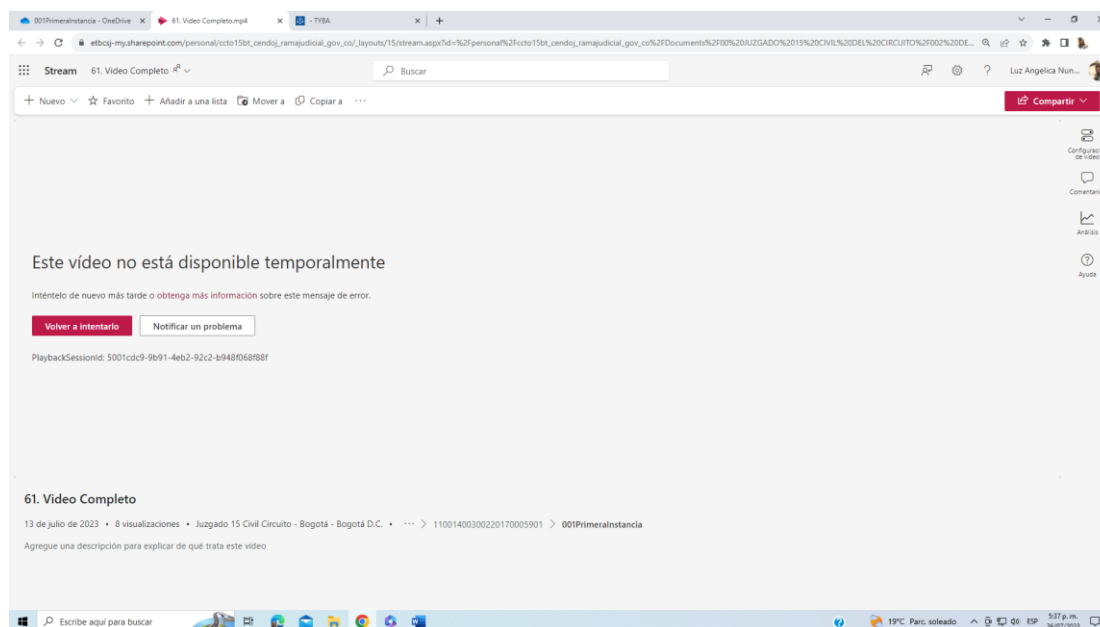 001PrimeraInstancia - OneDrive
61. Video Completo.mp4
- TYBA
etbcsj-my.sharepoint.com/personal/ccto15bt_cendoj_ramajudicial_gov_co/_layouts/15/stream.aspx?id=%2Fpersonal%2Fccto15bt_cendoj_ramajudicial_gov_co%2FDocuments%2F00%20JUZGADO%2015%20CIVIL%20DEL%20CIRCUITO%2F002%20DE...
Stream 61. Video Completo
Buscar
Luz Angelica Nun...
Nuevo Favorito Añadir a una lista Mover a Copiar a ...
Compartir
Configuraci
de vídeo
Comentari
Análisis
Ayuda
Este vídeo no está disponible temporalmente
Inténtelo de nuevo más tarde o obtenga más información sobre este mensaje de error.
Volver a intentarlo Notificar un problema
PlaybackSessionId: 5001cdc9-9b91-4eb2-92c2-b948f068f88f
61. Video Completo
13 de julio de 2023 • 8 visualizaciones • Juzgado 15 Civil Circuito - Bogotá - Bogotá D.C. • ... > 11001400300220170005901 > 001PrimeraInstancia
Agregue una descripción para explicar de qué trata este vídeo
Escribe aquí para buscar
19°C Parc. soleado ESP 5:37 p. m.